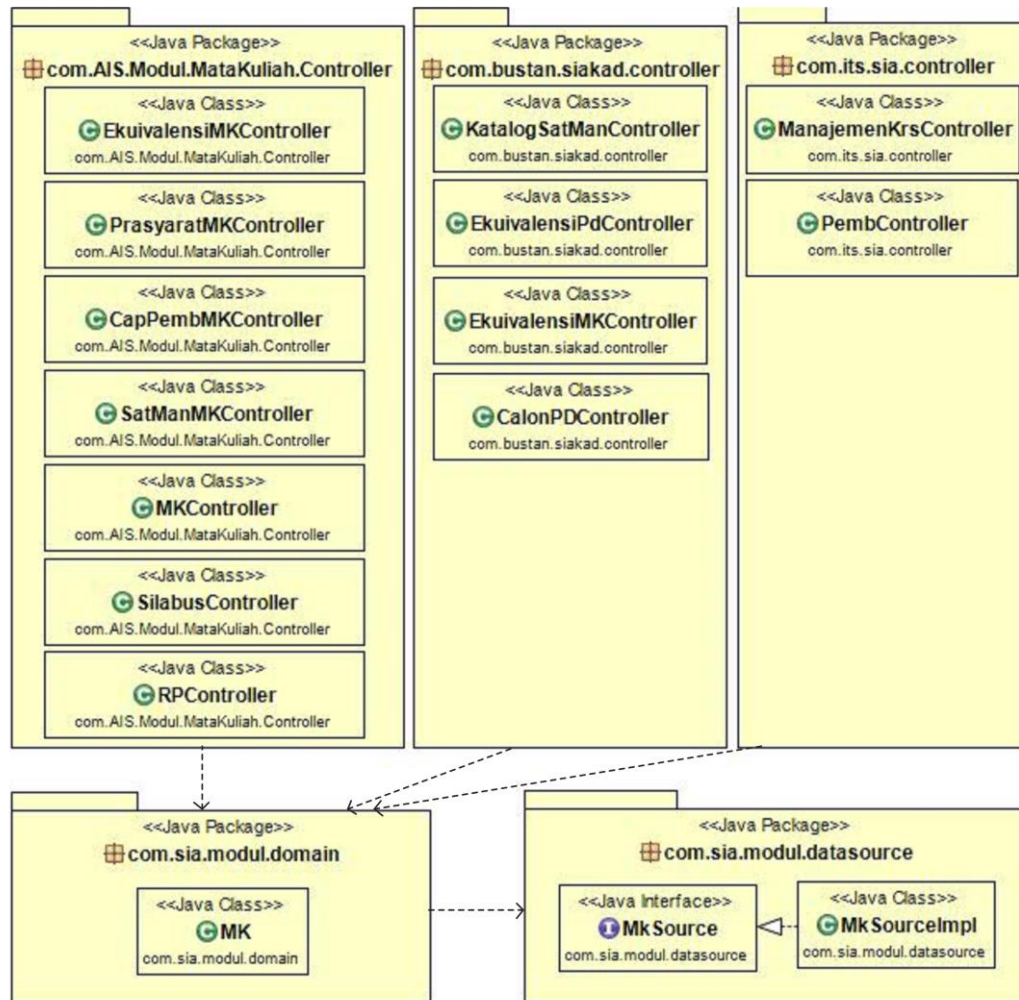 <<Java Package>>
com.AIS.Modul.MataKuliah.Controller
<<Java Class>>
EkuivalensiMKController
com.AIS.Modul.MataKuliah.Controller
<<Java Class>>
PrasyaratMKController
com.AIS.Modul.MataKuliah.Controller
<<Java Class>>
CapPembMKController
com.AIS.Modul.MataKuliah.Controller
<<Java Class>>
SatManMKController
com.AIS.Modul.MataKuliah.Controller
<<Java Class>>
MKController
com.AIS.Modul.MataKuliah.Controller
<<Java Class>>
SilabusController
com.AIS.Modul.MataKuliah.Controller
<<Java Class>>
RPController
com.AIS.Modul.MataKuliah.Controller
<<Java Package>>
com.bustan.siakad.controller
<<Java Class>>
KatalogSatManController
com.bustan.siakad.controller
<<Java Class>>
EkuivalensiPdController
com.bustan.siakad.controller
<<Java Class>>
EkuivalensiMKController
com.bustan.siakad.controller
<<Java Class>>
CalonPDController
com.bustan.siakad.controller
<<Java Package>>
com.its.sia.controller
<<Java Class>>
ManajemenKrsController
com.its.sia.controller
<<Java Class>>
PembController
com.its.sia.controller
<<Java Package>>
com.sia.modul.domain
<<Java Class>>
MK
com.sia.modul.domain
<<Java Package>>
com.sia.modul.datasource
<<Java Interface>>
MkSource
com.sia.modul.datasource
<<Java Class>>
MkSourceImpl
com.sia.modul.datasource